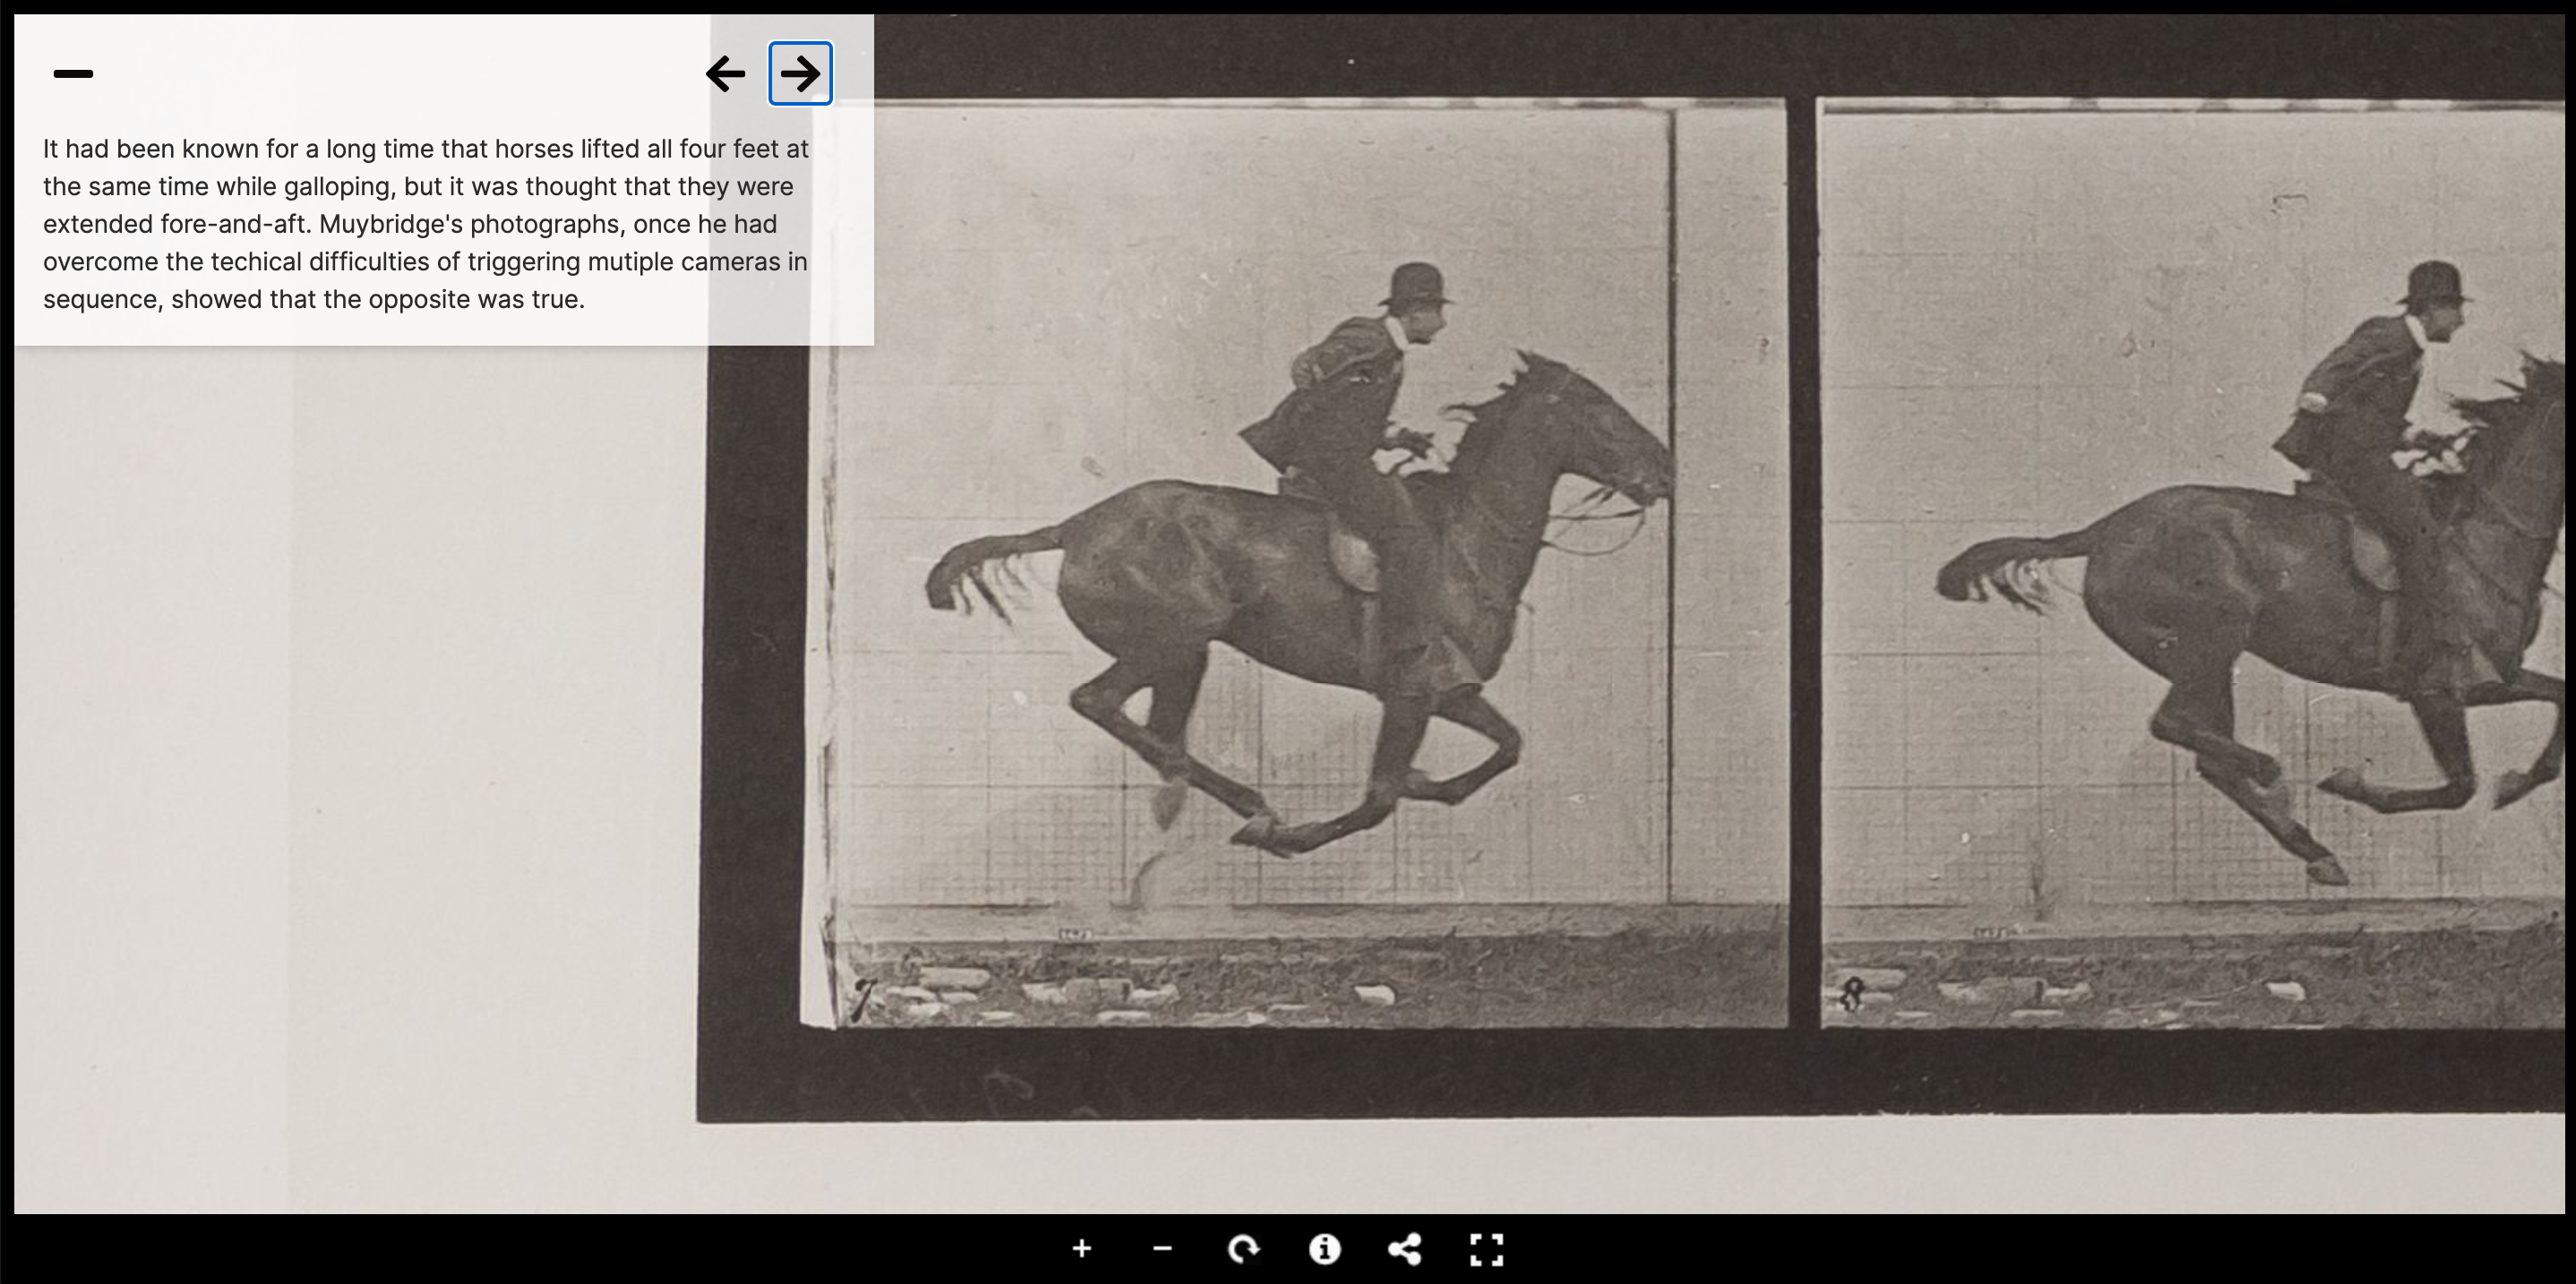 It had been known for a long time that horses lifted all four feet at
the same time while galloping, but it was thought that they were
extended fore-and-aft. Muybridge's photographs, once he had
overcome the techical difficulties of triggering mutiple cameras in
sequence, showed that the opposite was true.
7
8